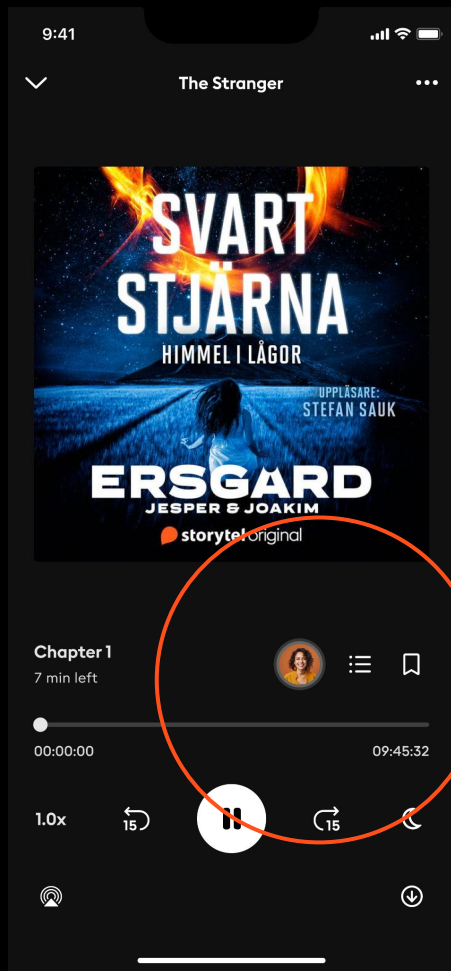 9:41
The Stranger
SVART
STJÄRNA
HIMMEL I LÅGOR
UPPLÄSARE:
STEFAN SAUK
ERSGARD
JESPER & JOAKIM
storytel original
Chapter 1
7 min left
00:00:00
09:45:32
1.0x
15
15